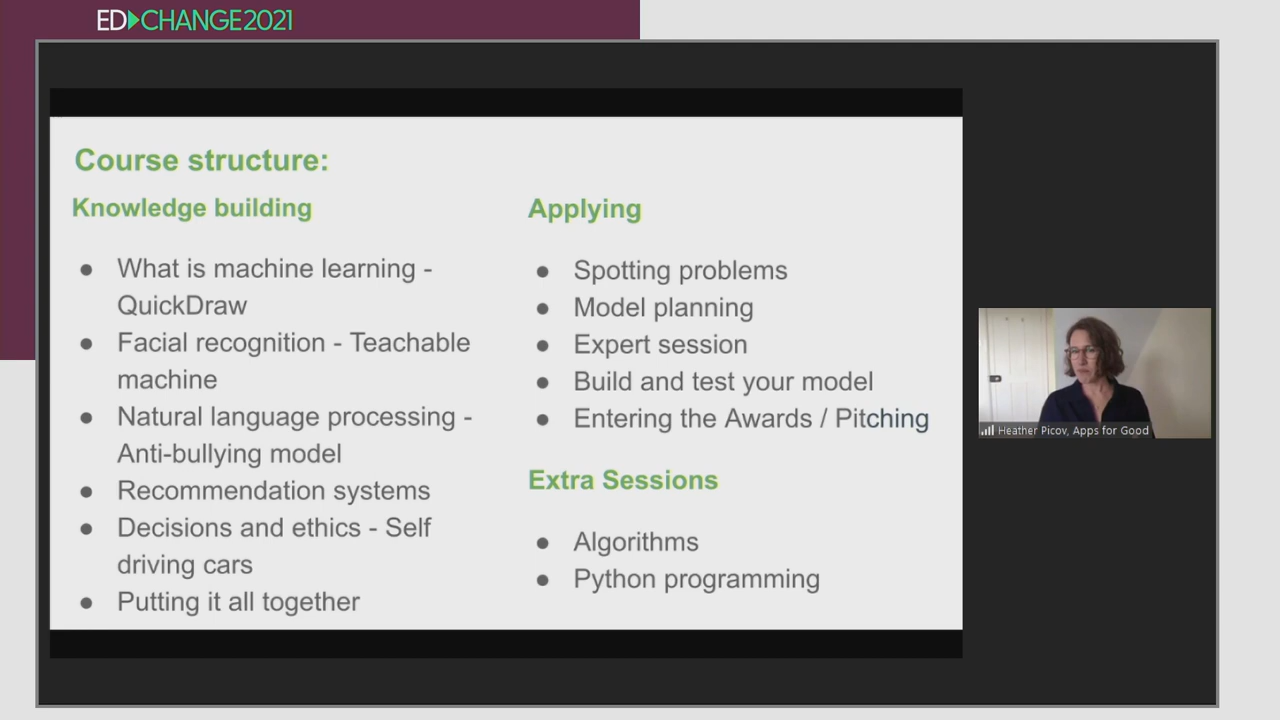 ED CHANGE2021
Course structure:
Knowledge building
What is machine learning -
QuickDraw
Facial recognition - Teachable
machine
Natural language processing -
Anti-bullying model
Recommendation systems
Decisions and ethics - Self
driving cars
Putting it all together
Applying
Spotting problems
Model planning
Expert session
Build and test your model
Entering the Awards / Pitching
Extra Sessions
Algorithms
Python programming
Heather Picov, Apps for Good